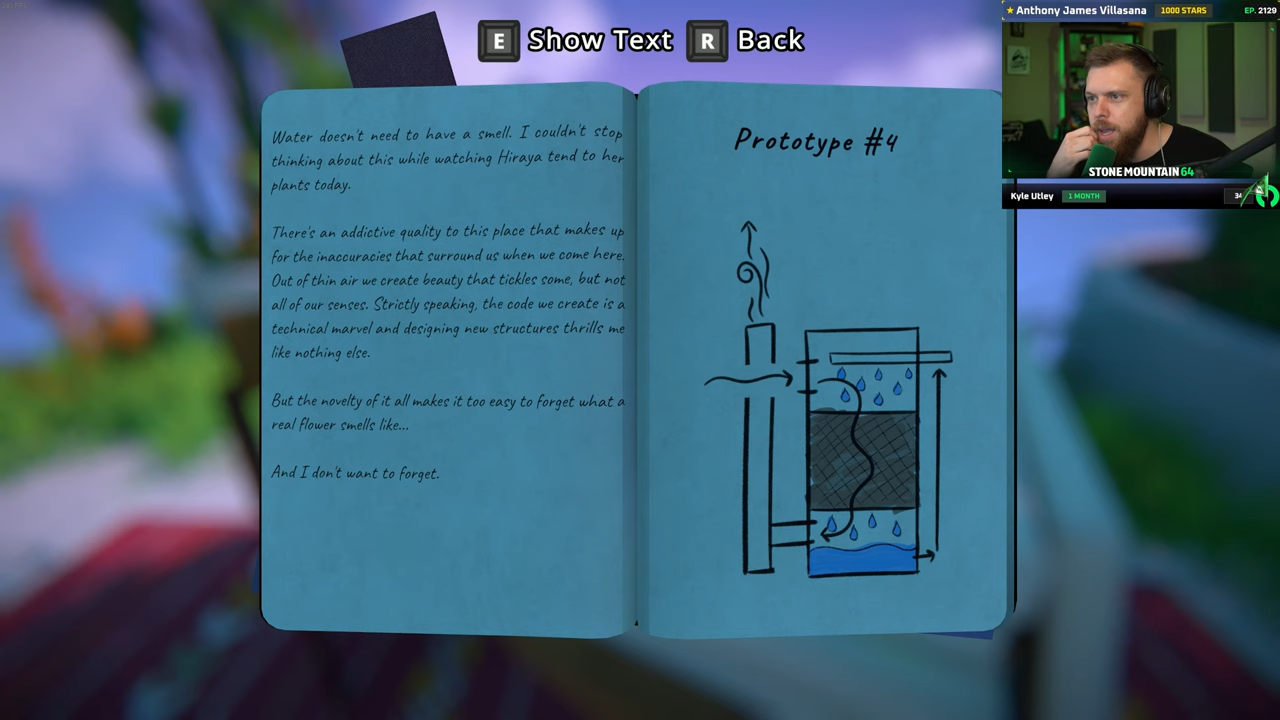 E Show Text R Back
★ Anthony James Villasana 1000 STARS EP. 2129
STONE MOUNTAIN 64
Kyle Utley 1 MONTH
Water doesn't need to have a smell. I couldn't stop
thinking about this while watching Hiraya tend to her
plants today.
There's an addictive quality to this place that makes up
for the inaccuracies that surround us when we come here.
Out of thin air we create beauty that tickles some, but not
all of our senses. Strictly speaking, the code we create is a
technical marvel and designing new structures thrills me
like nothing else.
But the novelty of it all makes it too easy to forget what a
real flower smells like...
And I don't want to forget.
Prototype #4